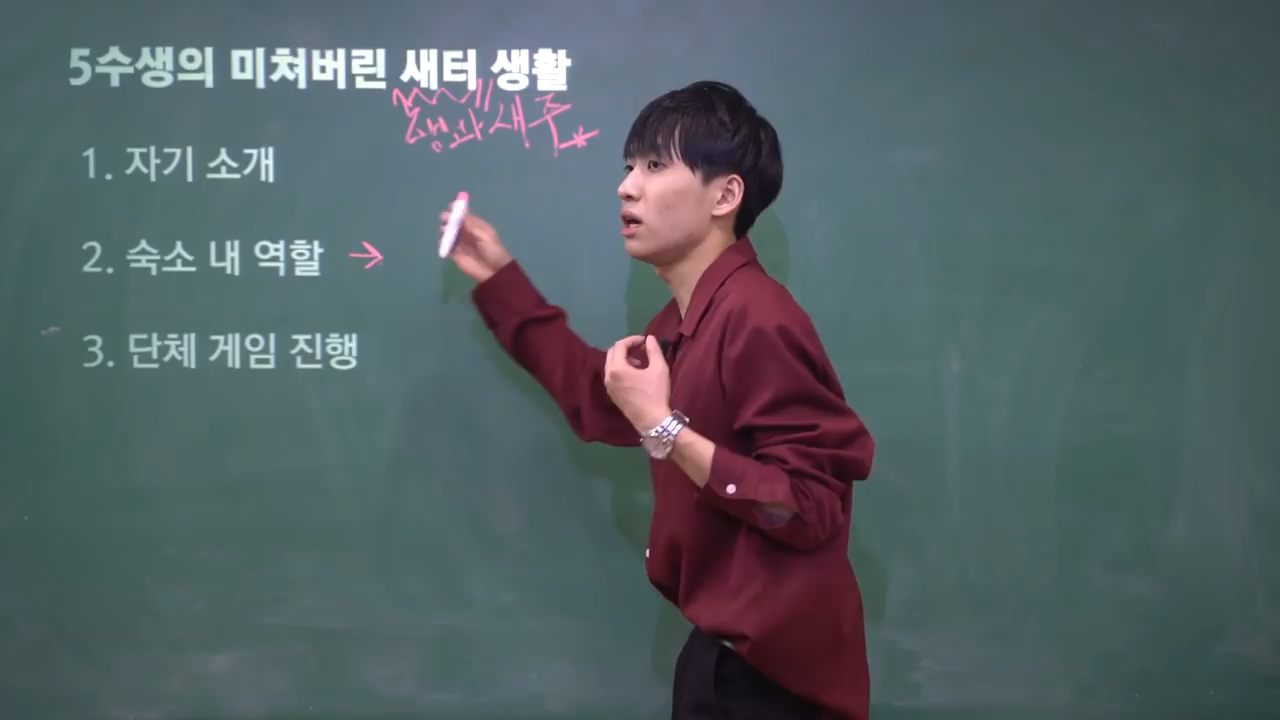 5수생의 미쳐버린 새터 생활
생과 새주
1. 자기 소개
2. 숙소 내 역할 →
3. 단체 게임 진행